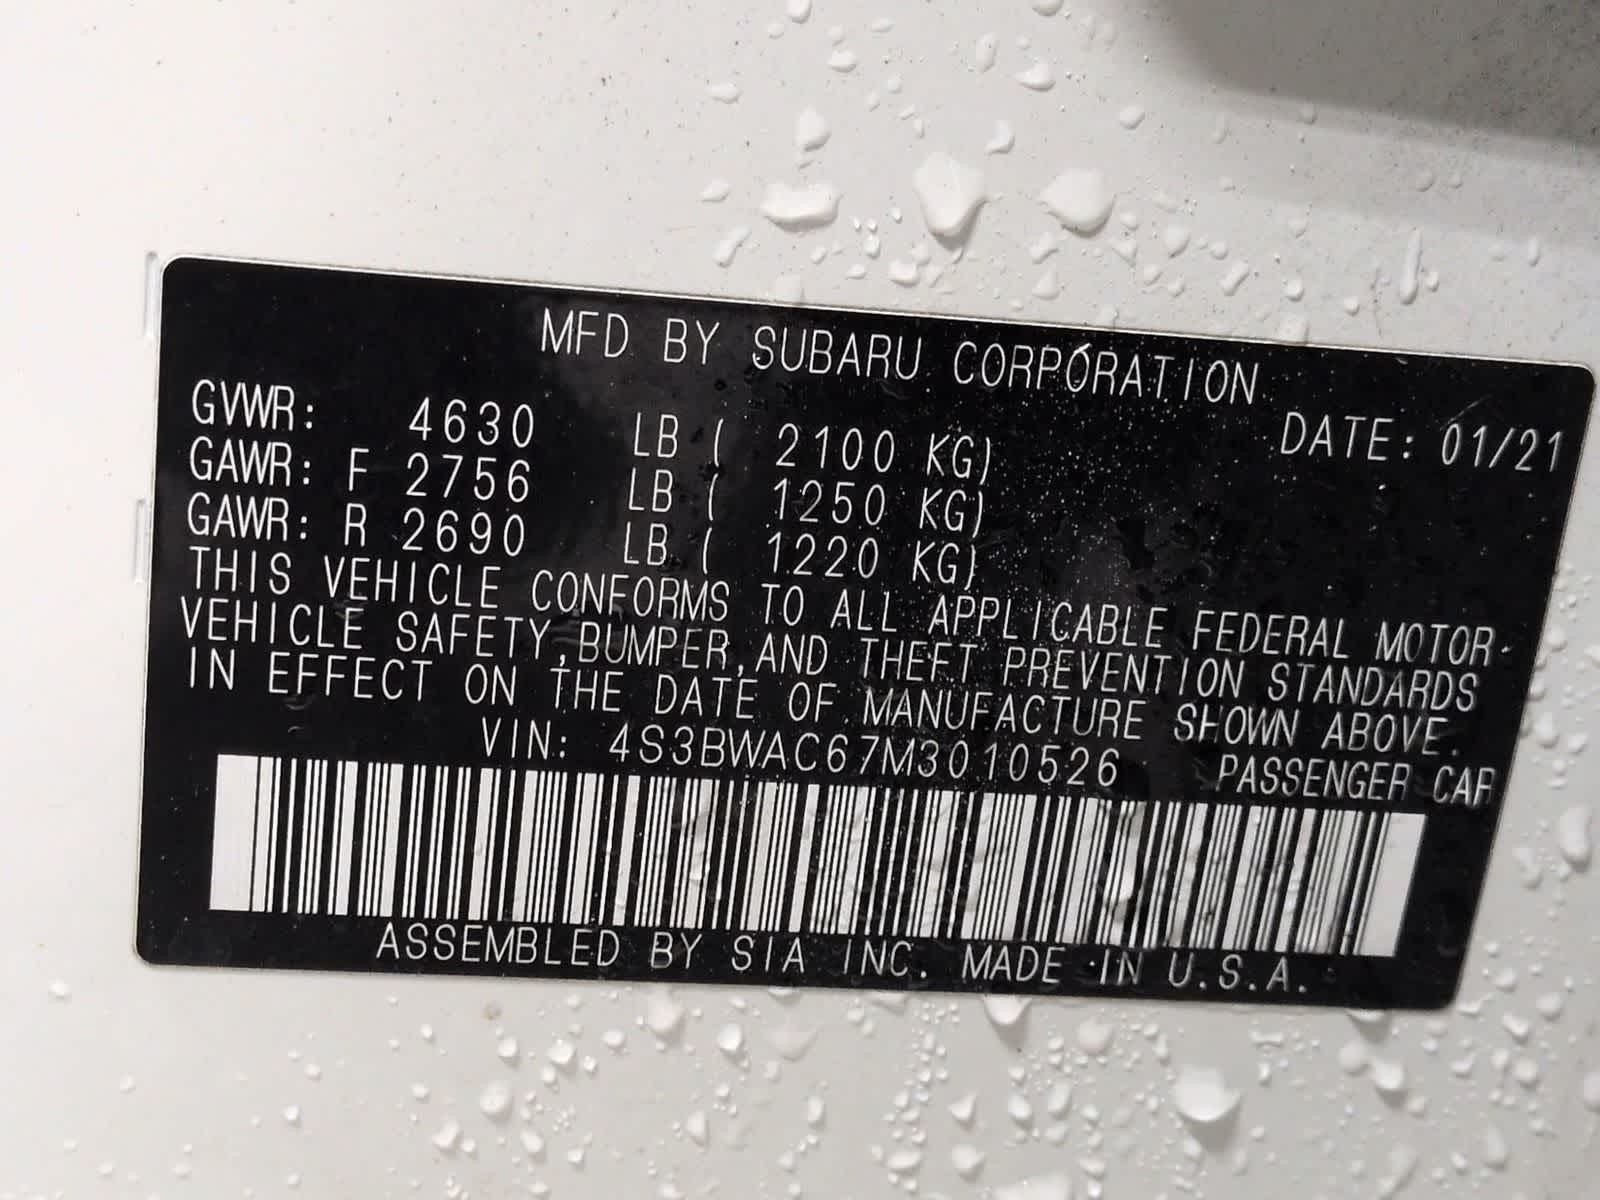 MFD BY SUBARU CORPORATION
GVWR: 4630 LB ( 2100 KG) DATE: 01/21
GAWR: F 2756 LB ( 1250 KG)
GAWR: R 2690 LB ( 1220 KG)
THIS VEHICLE CONFORMS TO ALL APPLICABLE FEDERAL MOTOR
VEHICLE SAFETY, BUMPER, AND THEFT PREVENTION STANDARDS
IN EFFECT ON THE DATE OF MANUFACTURE SHOWN ABOVE.
VIN: 4S3BWAC67M3010526 PASSENGER CAR
ASSEMBLED BY SIA INC. MADE IN U.S.A.